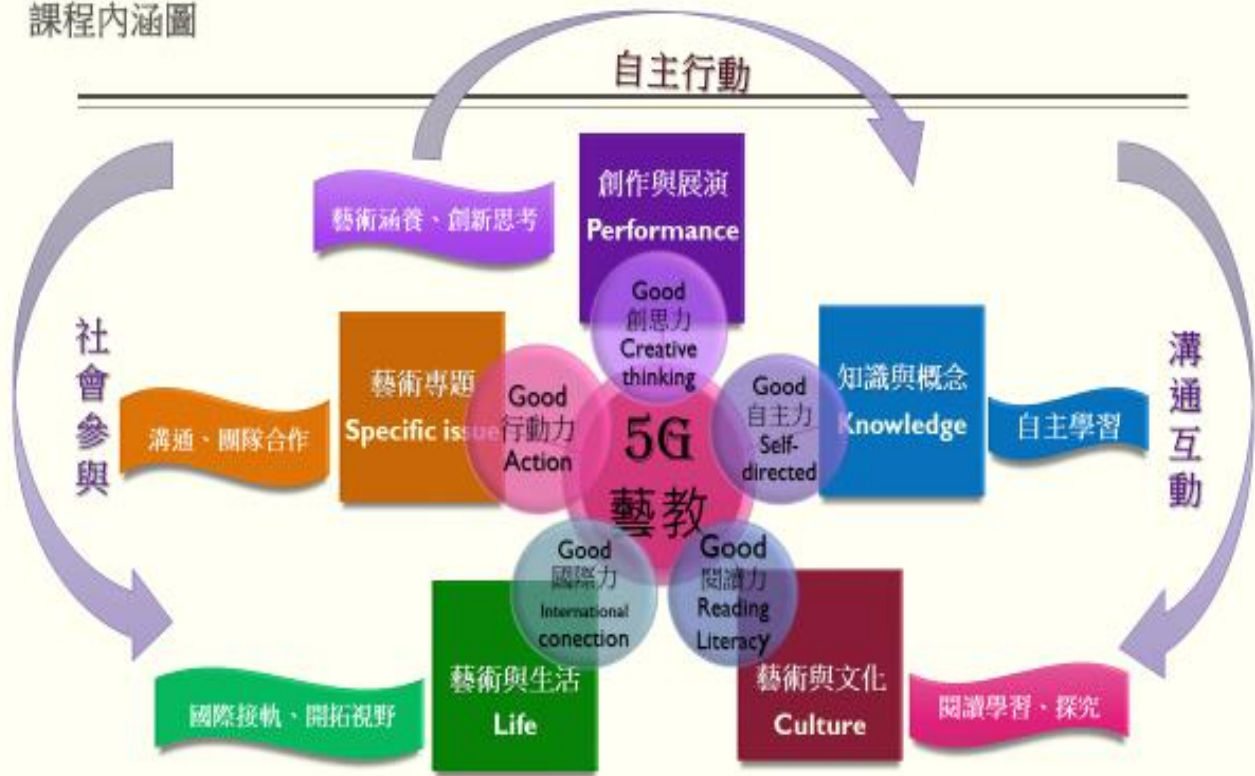 課程內涵圖
自主行動
創作與展演
Performance
藝術涵養、創新思考
Good
創思力
Creative
thinking
社會參與
溝通、團隊合作
藝術專題
Specific issue
Good
行動力
Action
5G
藝教
Good
自主力
Self-
directed
知識與概念
Knowledge
自主學習
溝通互動
Good
國際力
International
conection
藝術與生活
Life
國際接軌、開拓視野
Good
閱讀力
Reading
Literacy
藝術與文化
Culture
閱讀學習、探究